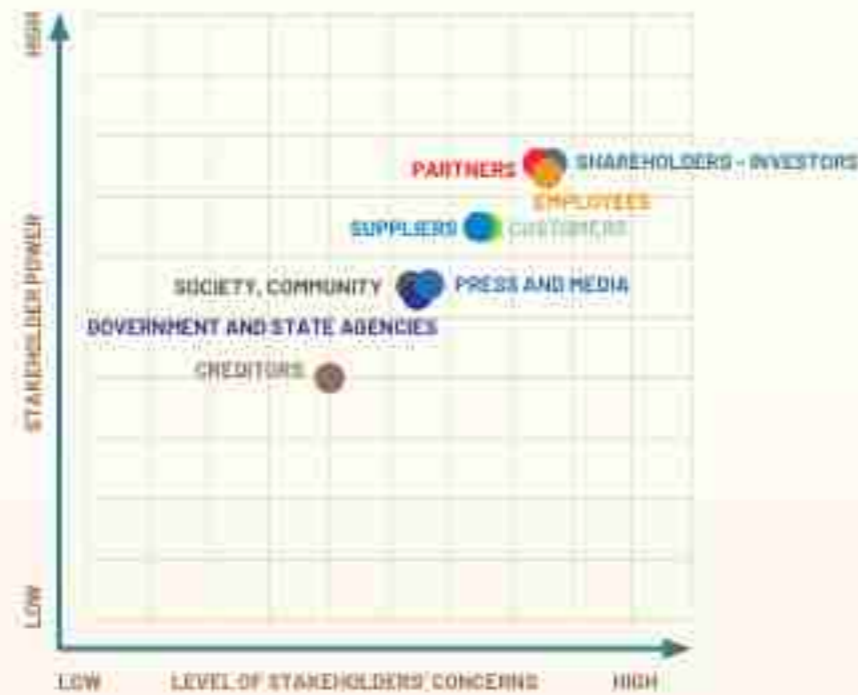 HIGH
PARTNERS
SHAREHOLDERS - INVESTORS
EMPLOYEES
SUPPLIERS
CUSTOMERS
STAKEHOLDER POWER
SOCIETY, COMMUNITY
PRESS AND MEDIA
GOVERNMENT AND STATE AGENCIES
CREDITORS
LOW
LOW
LEVEL OF STAKEHOLDERS' CONCERNS
HIGH